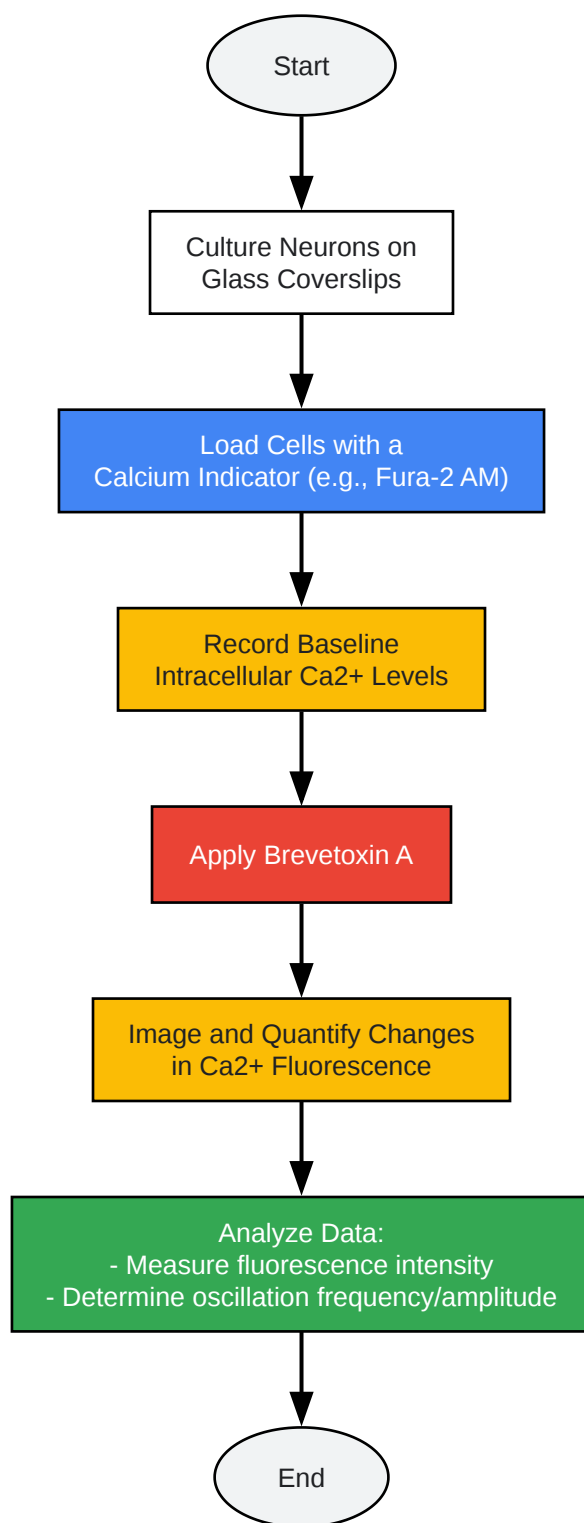 Start
Culture Neurons on
Glass Coverslips
Load Cells with a
Calcium Indicator (e.g., Fura-2 AM)
Record Baseline
Intracellular Ca2+ Levels
Apply Brevetoxin A
Image and Quantify Changes
in Ca2+ Fluorescence
Analyze Data:
- Measure fluorescence intensity
- Determine oscillation frequency/amplitude
End